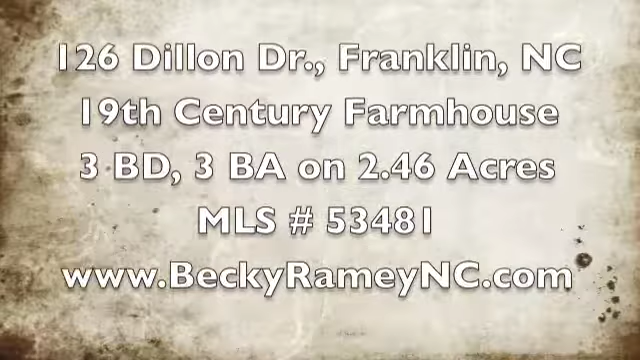 126 Dillon Dr., Franklin, NC
19th Century Farmhouse
3 BD, 3 BA on 2.46 Acres
MLS # 53481
www.BeckyRameyNC.com